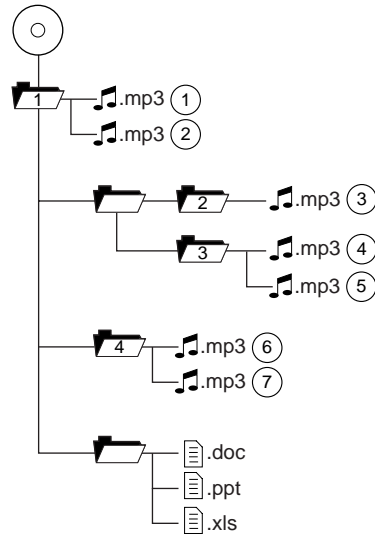 1 .mp3 1
.mp3 2
2 .mp3 3
3 .mp3 4
.mp3 5
4 .mp3 6
.mp3 7
.doc
.ppt
.xls